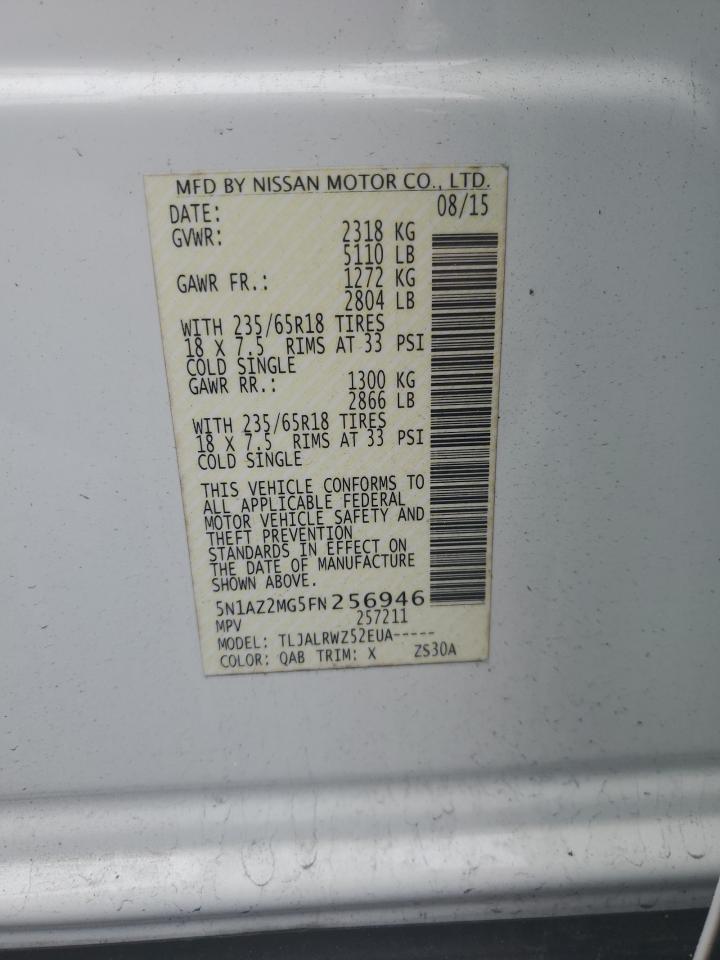 MFD BY NISSAN MOTOR CO., LTD.
DATE: 08/15
GVWR: 2318 KG
5110 LB
GAWR FR.: 1272 KG
2804 LB
WITH 235/65R18 TIRES
18 X 7.5 RIMS AT 33 PSI
COLD SINGLE
GAWR RR.: 1300 KG
2866 LB
WITH 235/65R18 TIRES
18 X 7.5 RIMS AT 33 PSI
COLD SINGLE
THIS VEHICLE CONFORMS TO
ALL APPLICABLE FEDERAL
MOTOR VEHICLE SAFETY AND
THEFT PREVENTION
STANDARDS IN EFFECT ON
THE DATE OF MANUFACTURE
SHOWN ABOVE.
5N1AZ2MG5FN256946
MPV 257211
MODEL: TLJALRWZ52EUA-----
COLOR: QAB TRIM: X ZS30A